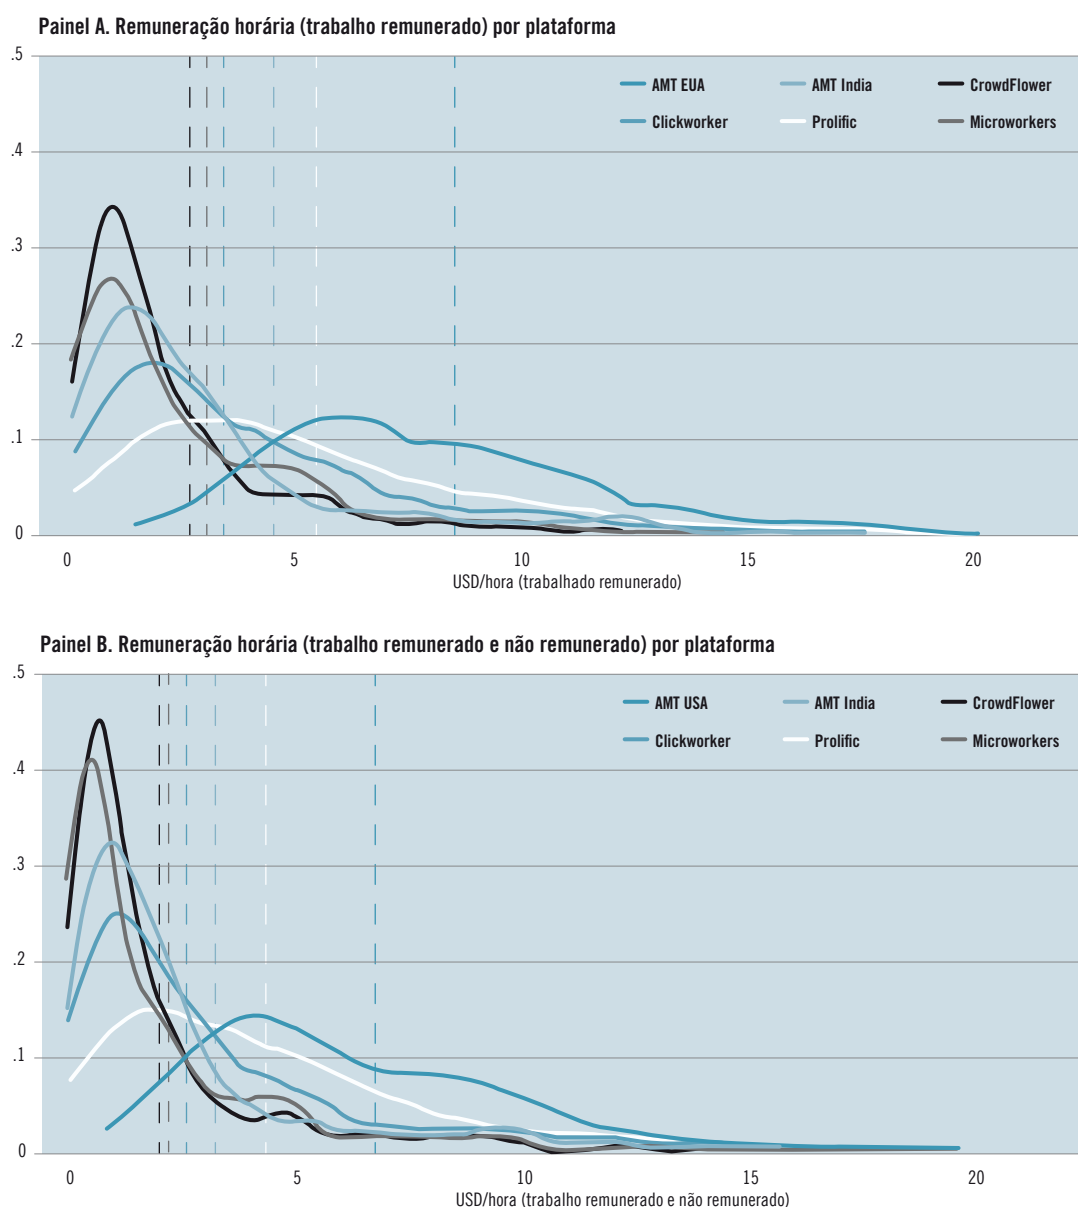 Painel A. Remuneração horária (trabalho remunerado) por plataforma
.5
AMT EUA AMT India CrowdFlower
Clickworker Prolific Microworkers
.4
.3
.2
.1
0
0 5 10 15 20
USD/hora (trabalhado remunerado)
Painel B. Remuneração horária (trabalho remunerado e não remunerado) por plataforma
.5
AMT USA AMT India CrowdFlower
Clickworker Prolific Microworkers
.4
.3
.2
.1
0
0 5 10 15 20
USD/hora (trabalho remunerado e não remunerado)